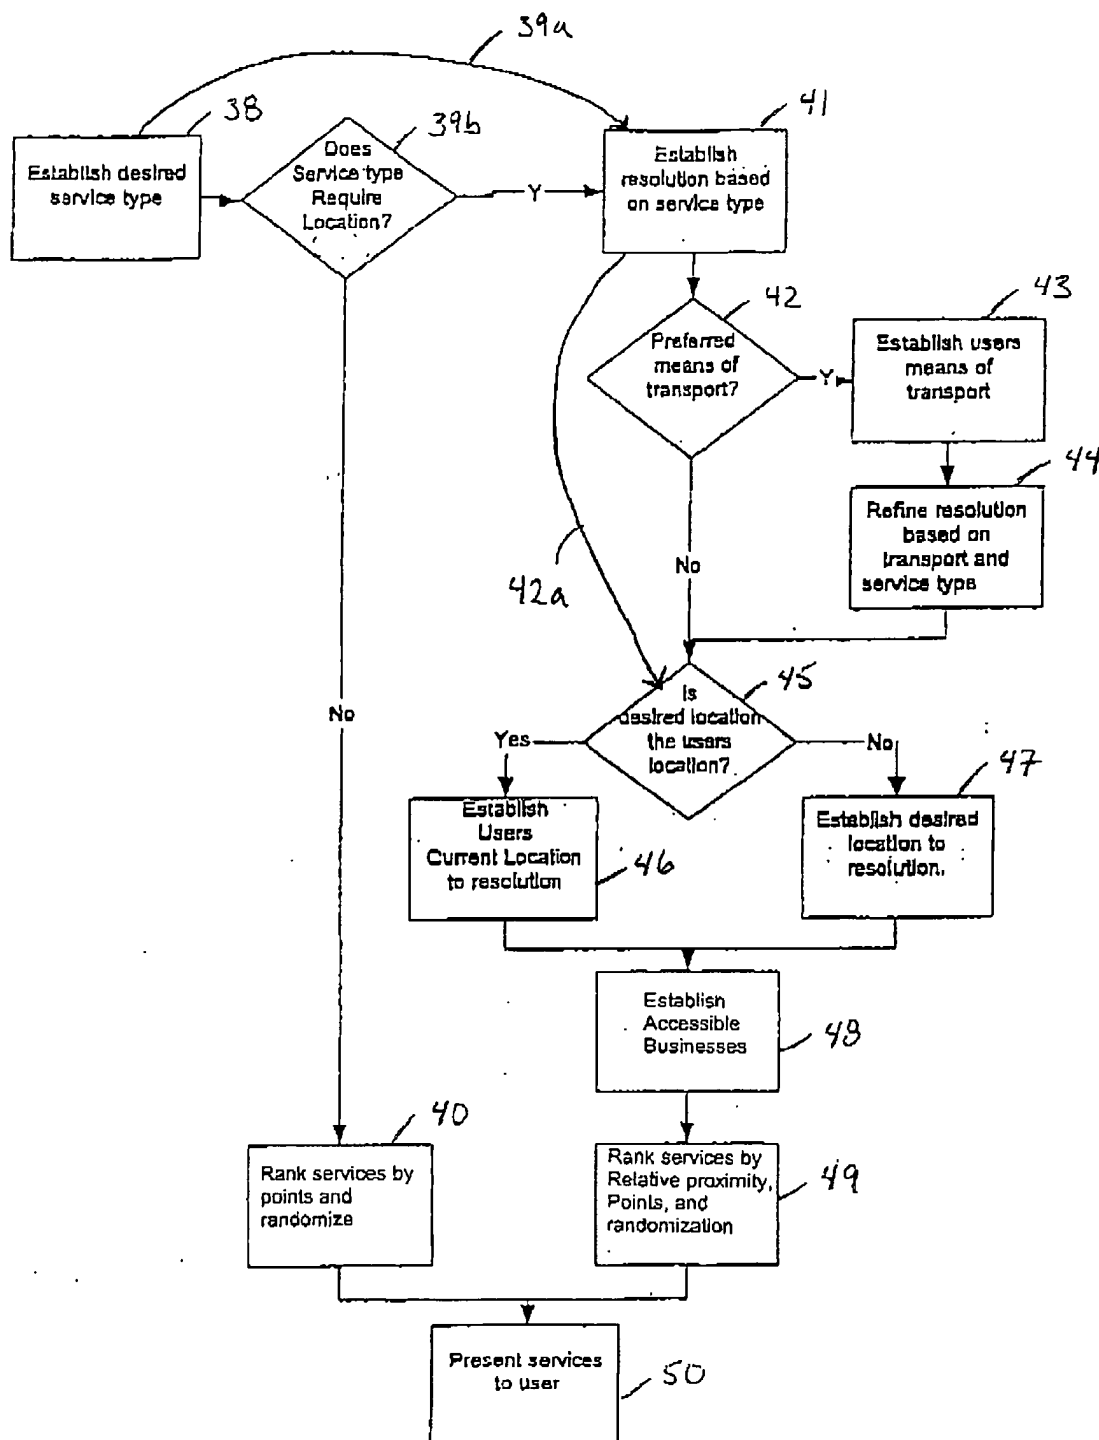 39a
38
39b
41
Establish desired
service type
Does
Service type
Require
Location?
Y
Establish
resolution based
on service type
42
43
Preferred
means of
transport?
Y
Establish users
means of
transport
44
Refine resolution
based on
transport and
service type
No
42a
45
No
Is
desired location
the users
location?
Yes
No
47
Establish
Users
Current Location
to resolution
46
Establish desired
location to
resolution.
Establish
Accessible
Businesses
48
40
Rank services by
points and
randomize
Rank services by
Relative proximity,
Points, and
randomization
49
Present services
to user
50